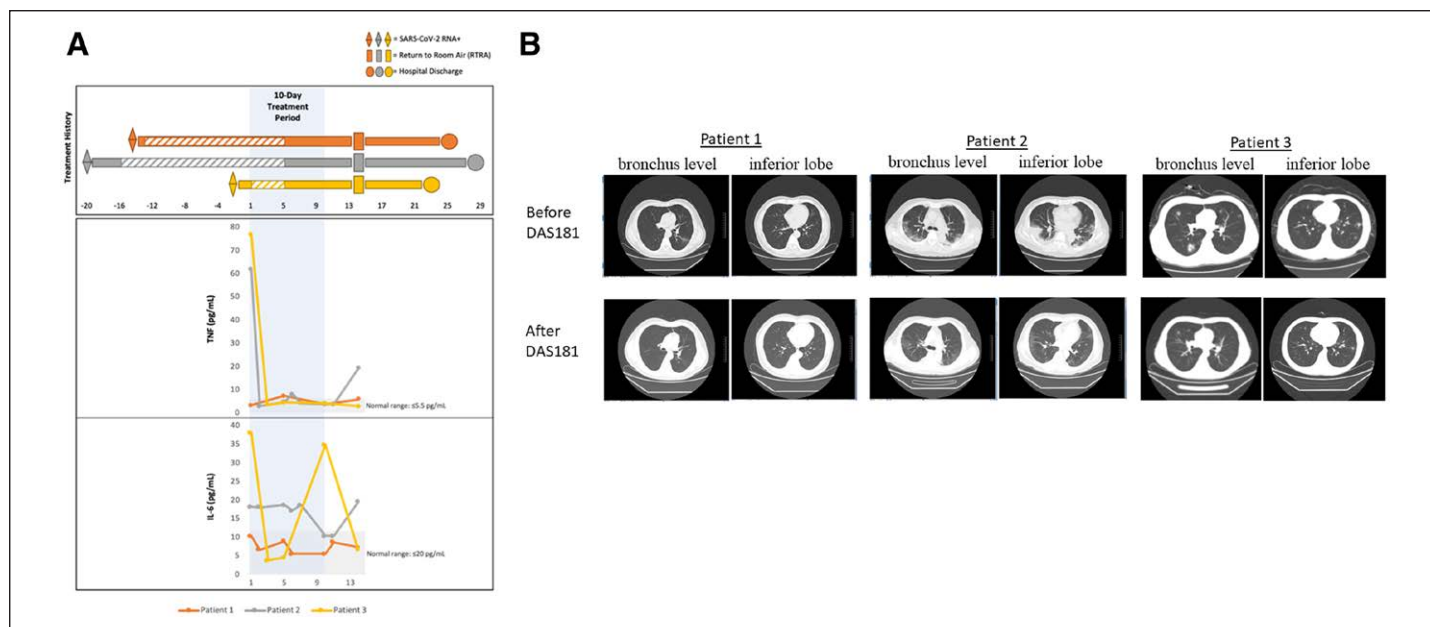 A
= SARS-CoV-2 RNA+
= Return to Room Air (RTRA)
= Hospital Discharge
10-Day
Treatment
Period
Treatment History
-20 -16 -12 -8 -4 1 5 9 13 17 21 25 29
TNF (pg/mL)
80
70
60
50
40
30
20
10
0
Normal range: ≤5.5 pg/mL
IL-6 (pg/mL)
40
35
30
25
20
15
10
5
0
Normal range: ≤20 pg/mL
1 5 9 13
Patient 1 Patient 2 Patient 3
B
Patient 1 Patient 2 Patient 3
bronchus level inferior lobe bronchus level inferior lobe bronchus level inferior lobe
Before
DAS181
After
DAS181